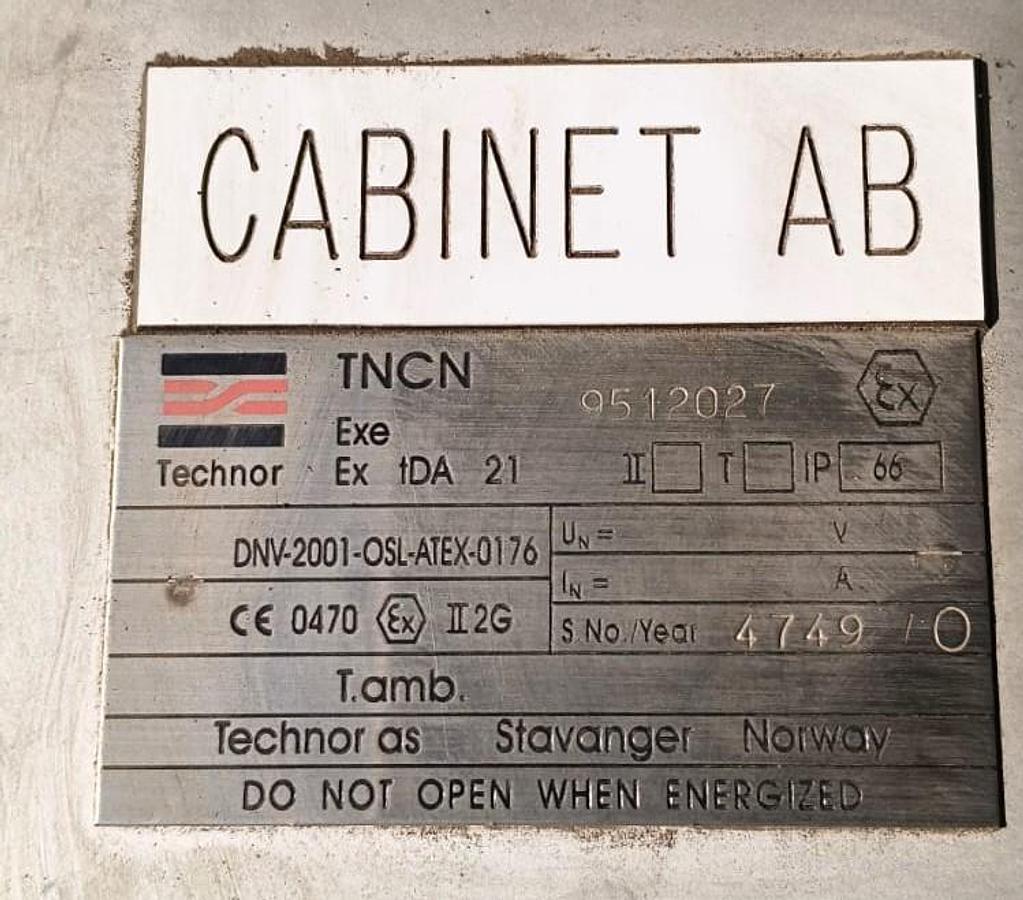 CABINET AB
TNCN 9512027 Ex
Exe
Technor Ex tDA 21 II T IP 66
DNV-2001-OSL-ATEX-0176 UN = V
IN = A
CE 0470 Ex II 2G S.No./Year 4749 / O
T.amb.
Technor as Stavanger Norway
DO NOT OPEN WHEN ENERGIZED